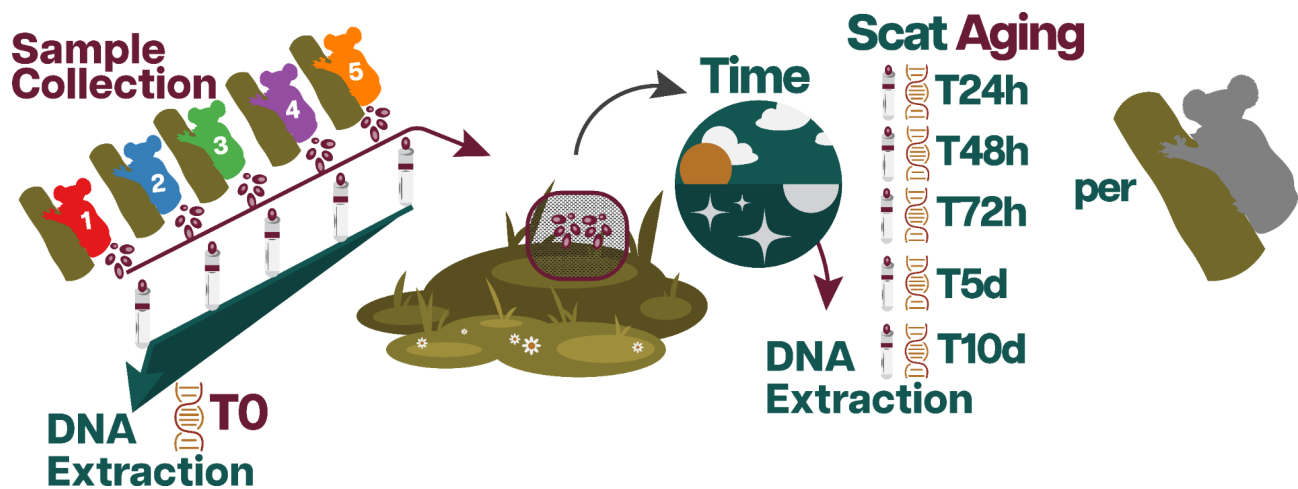 Sample
Collection
1
2
3
4
5
DNA
Extraction
T0
Time
DNA
Extraction
Scat Aging
T24h
T48h
T72h
T5d
T10d
per